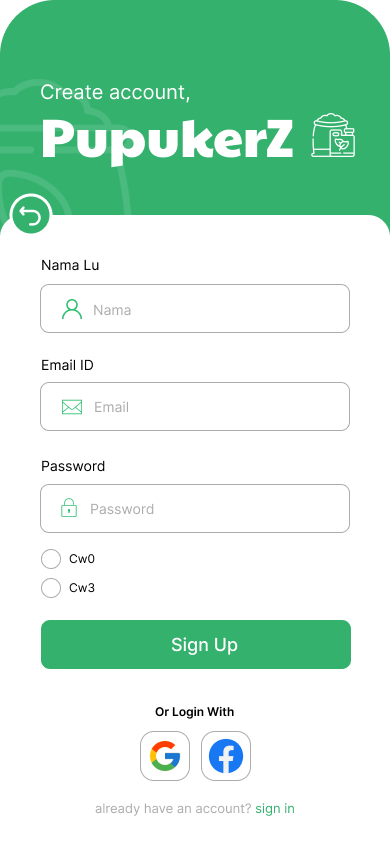 Create account,
PupukerZ
Nama Lu
Nama
Email ID
Email
Password
Password
Cw0
Cw3
Sign Up
Or Login With
already have an account? sign in